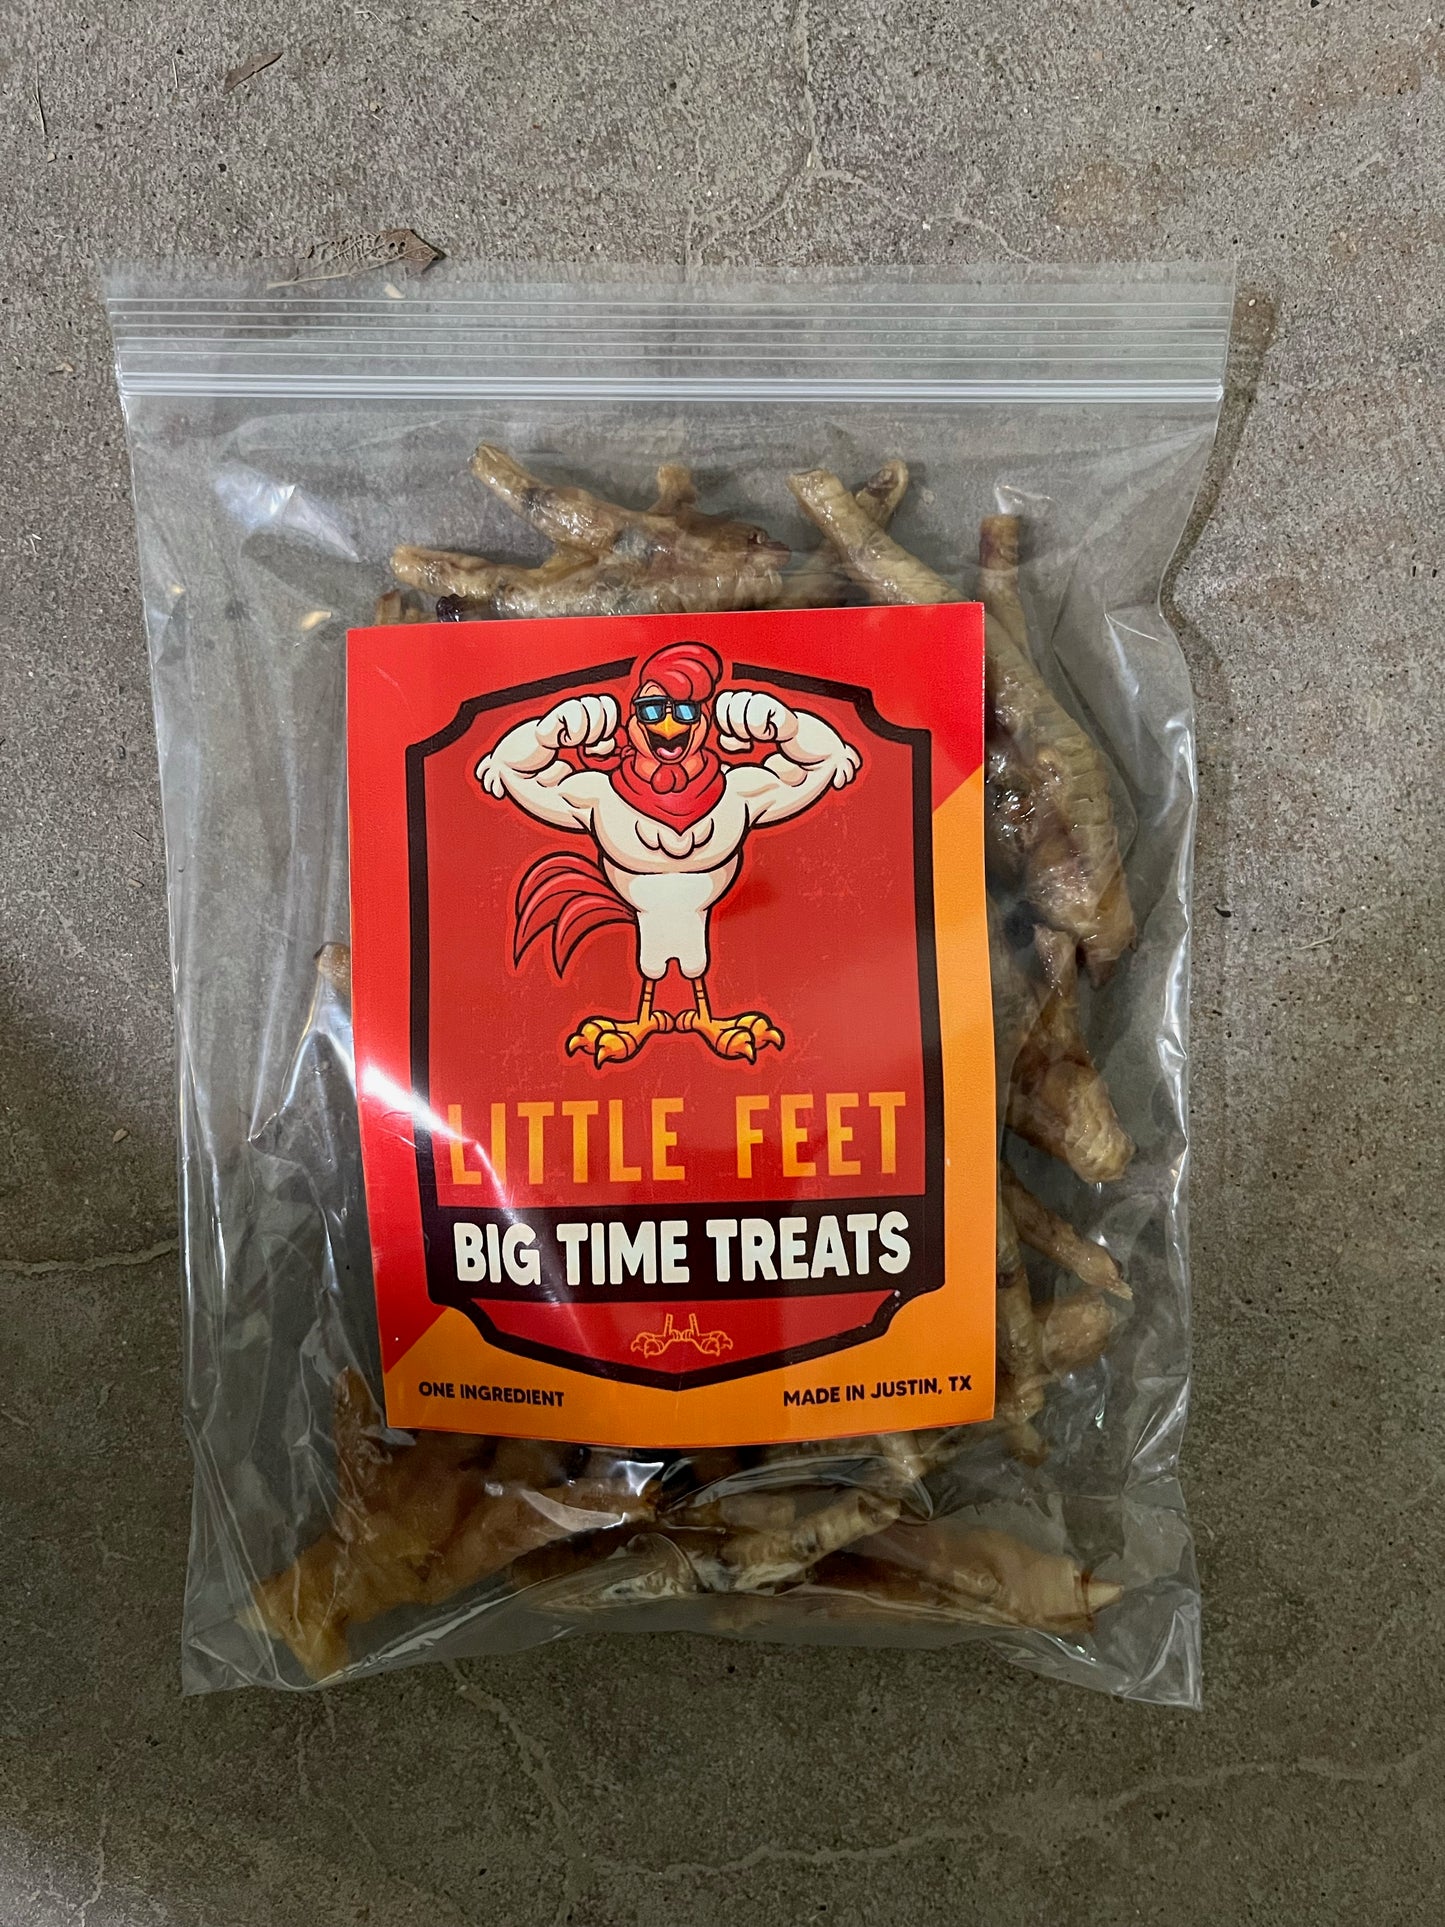 LITTLE FEET
BIG TIME TREATS
ONE INGREDIENT
MADE IN JUSTIN, TX